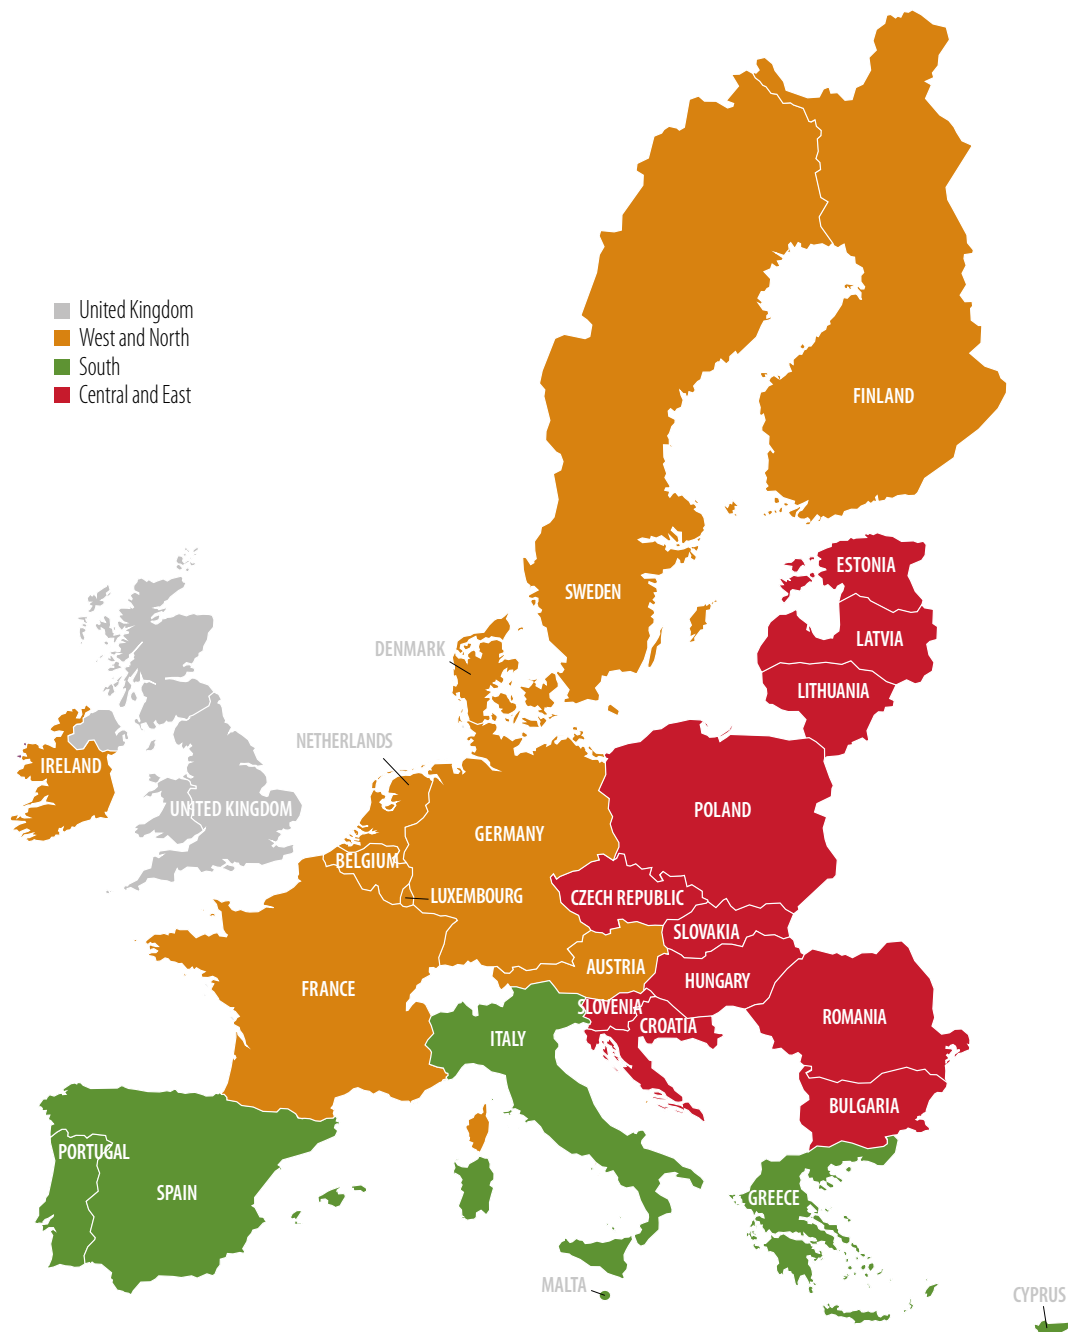 United Kingdom
West and North
South
Central and East
FINLAND
ESTONIA
SWEDEN
LATVIA
DENMARK
LITHUANIA
NETHERLANDS
IRELAND
UNITED KINGDOM
POLAND
GERMANY
BELGIUM
LUXEMBOURG
CZECH REPUBLIC
SLOVAKIA
AUSTRIA
HUNGARY
FRANCE
SLOVENIA
ROMANIA
CROATIA
ITALY
BULGARIA
PORTUGAL
SPAIN
GREECE
MALTA
CYPRUS